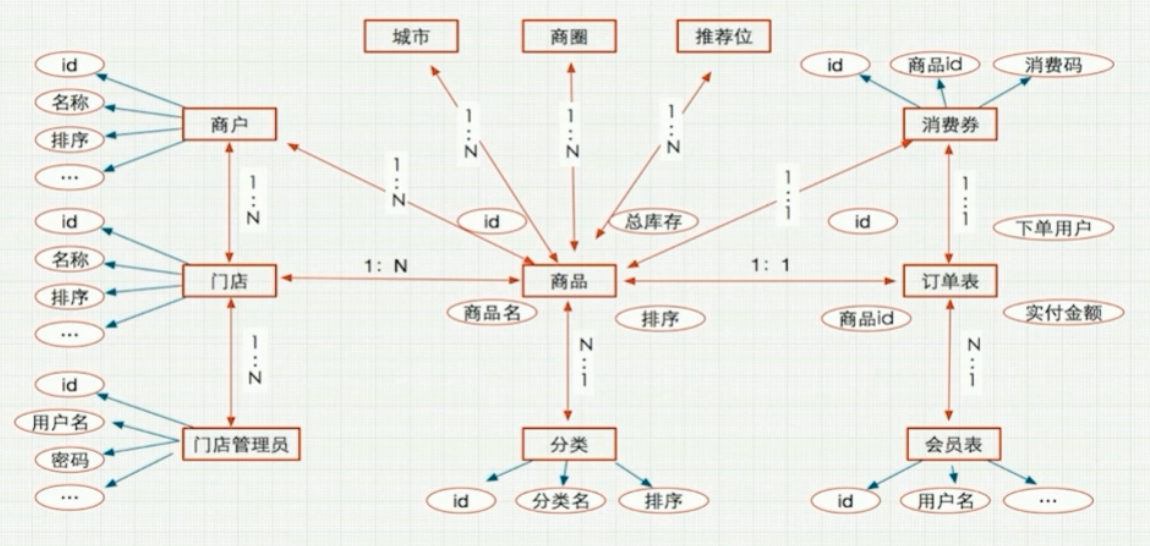 城市
商圈
推荐位
id
名称
排序
...
商户
id
商品id
消费码
消费券
1:N
1:N
1:N
1:N
1:N
1:1
1:1
id
名称
排序
...
门店
1: N
id
总库存
商品
商品名
排序
1: 1
id
下单用户
订单表
商品id
实付金额
1:N
N:1
N:1
id
用户名
密码
...
门店管理员
分类
id
分类名
排序
会员表
id
用户名
...